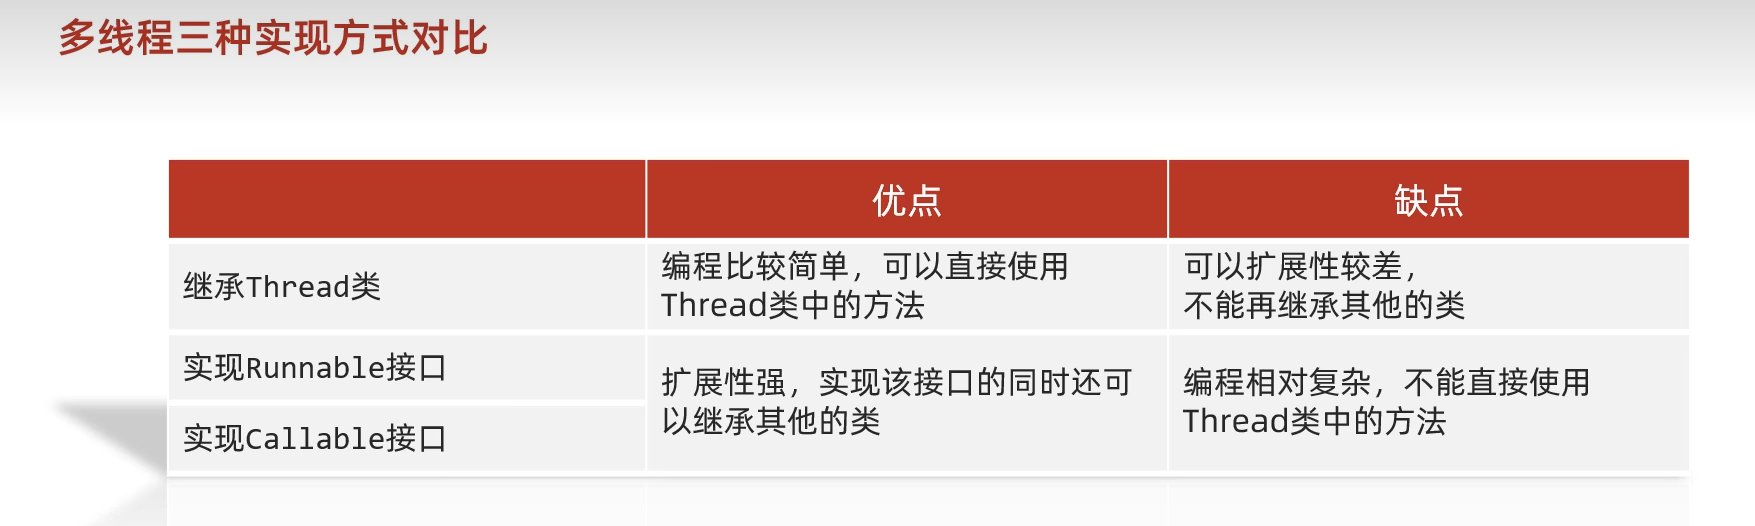 多线程三种实现方式对比
优点
缺点
继承Thread类
编程比较简单，可以直接使用
Thread类中的方法
可以扩展性较差，
不能再继承其他的类
实现Runnable接口
扩展性强，实现该接口的同时还可
以继承其他的类
编程相对复杂，不能直接使用
Thread类中的方法
实现Callable接口